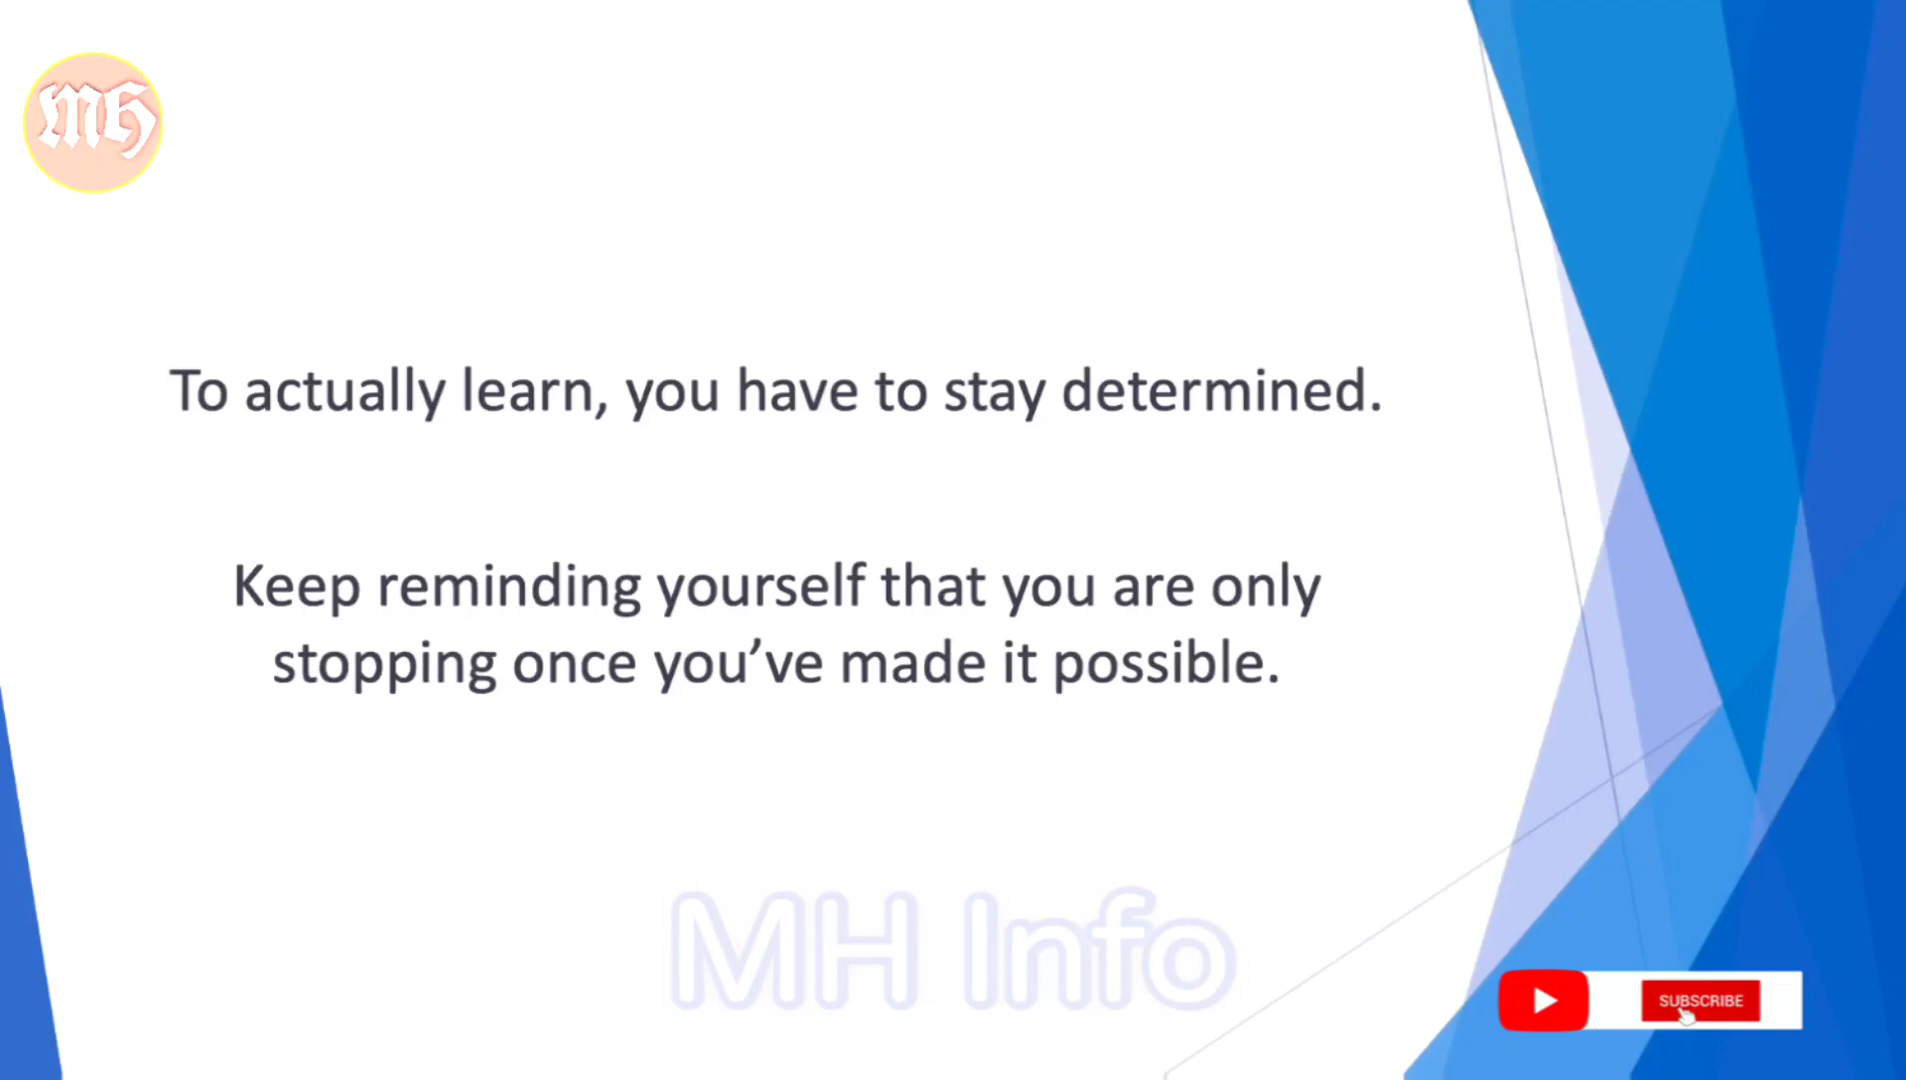 MH
To actually learn, you have to stay determined.
Keep reminding yourself that you are only
stopping once you’ve made it possible.
MH Info
SUBSCRIBE